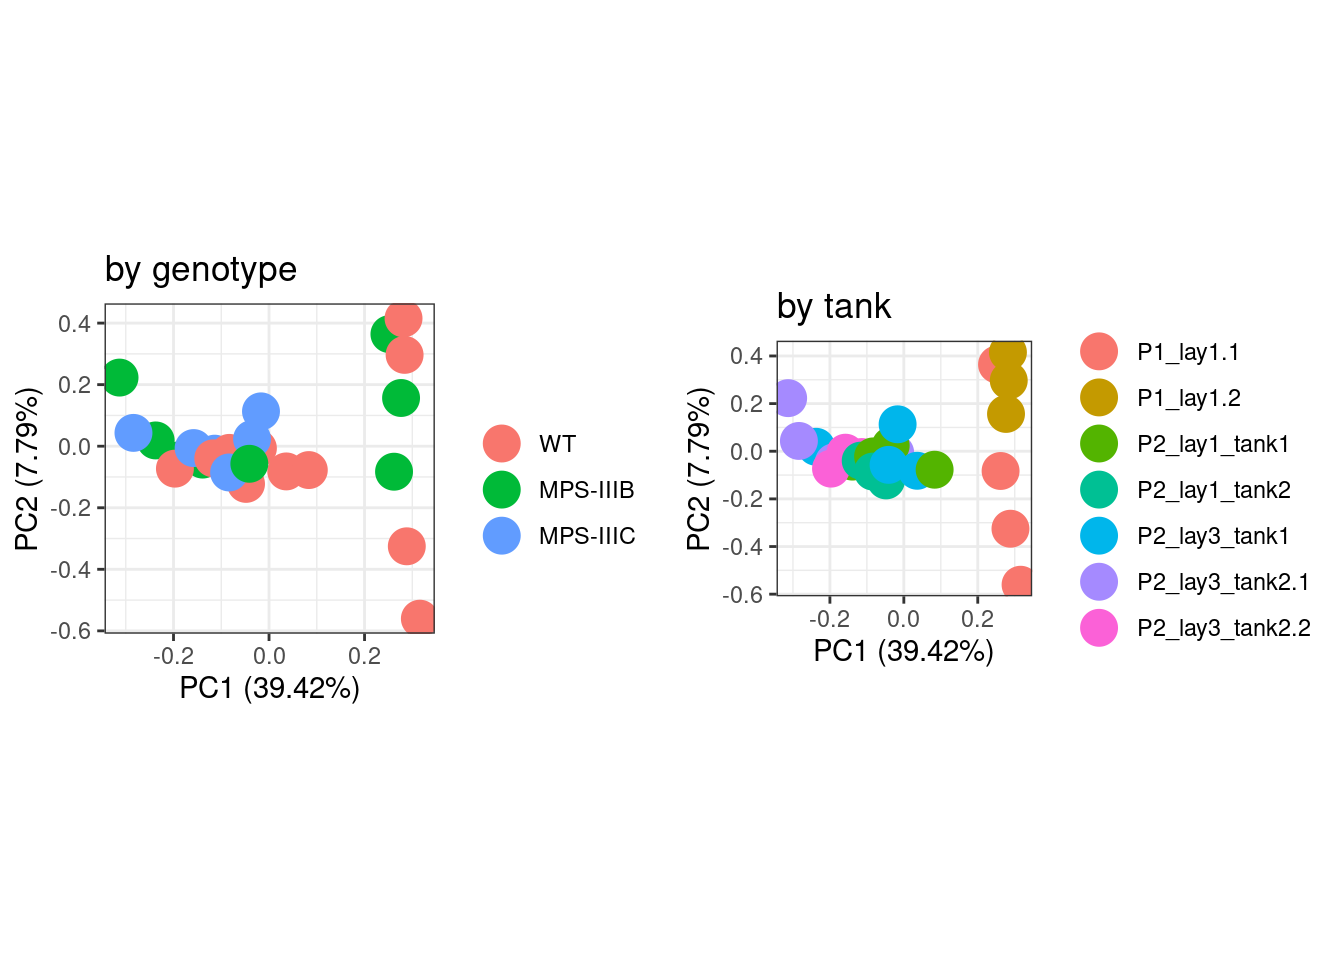 by genotype
0.4
0.2
0.0
-0.2
-0.4
-0.6
-0.2
0.0
0.2
PC1 (39.42%)
PC2 (7.79%)
WT
MPS-IIIB
MPS-IIIC
by tank
0.4
0.2
0.0
-0.2
-0.4
-0.6
-0.2
0.0
0.2
PC1 (39.42%)
PC2 (7.79%)
P1_lay1.1
P1_lay1.2
P2_lay1_tank1
P2_lay1_tank2
P2_lay3_tank1
P2_lay3_tank2.1
P2_lay3_tank2.2